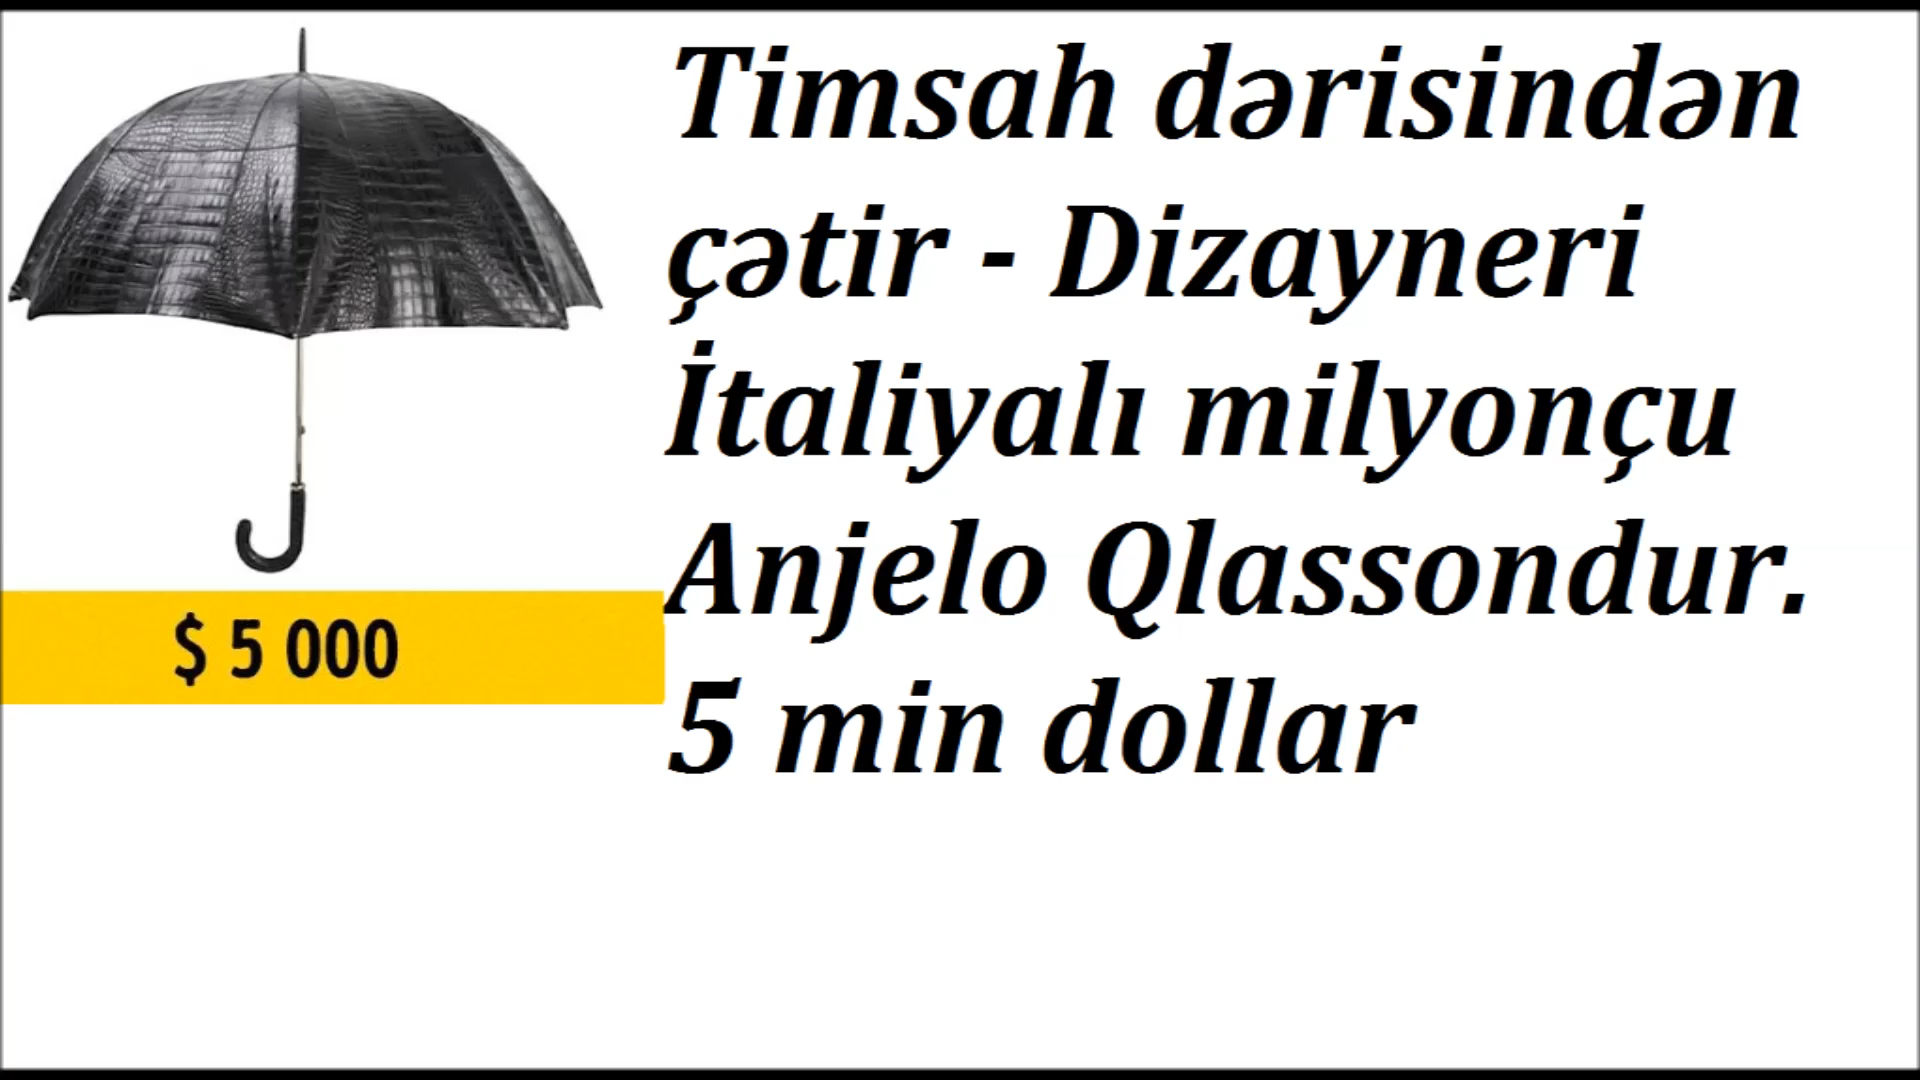 Timsah dərisindən
çətir - Dizayneri
İtaliyalı milyonçu
Anjelo Qlassondur.
5 min dollar
$ 5 000